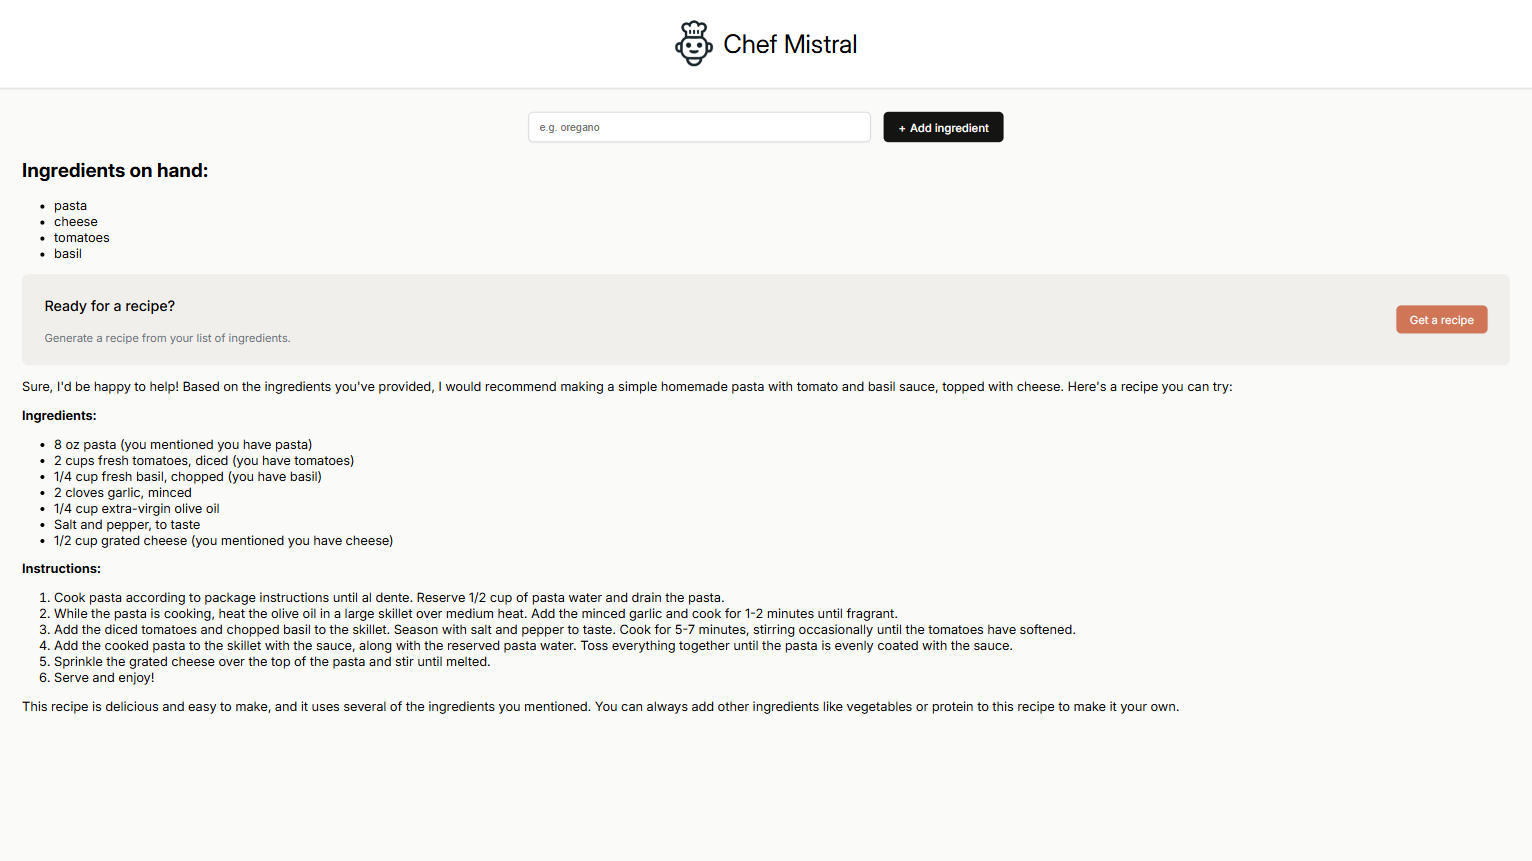 Chef Mistral
e.g. oregano
+ Add ingredient
Ingredients on hand:
• pasta
• cheese
• tomatoes
• basil
Ready for a recipe?
Generate a recipe from your list of ingredients.
Get a recipe
Sure, I'd be happy to help! Based on the ingredients you've provided, I would recommend making a simple homemade pasta with tomato and basil sauce, topped with cheese. Here's a recipe you can try:
Ingredients:
• 8 oz pasta (you mentioned you have pasta)
• 2 cups fresh tomatoes, diced (you have tomatoes)
• 1/4 cup fresh basil, chopped (you have basil)
• 2 cloves garlic, minced
• 1/4 cup extra-virgin olive oil
• Salt and pepper, to taste
• 1/2 cup grated cheese (you mentioned you have cheese)
Instructions:
1. Cook pasta according to package instructions until al dente. Reserve 1/2 cup of pasta water and drain the pasta.
2. While the pasta is cooking, heat the olive oil in a large skillet over medium heat. Add the minced garlic and cook for 1-2 minutes until fragrant.
3. Add the diced tomatoes and chopped basil to the skillet. Season with salt and pepper to taste. Cook for 5-7 minutes, stirring occasionally until the tomatoes have softened.
4. Add the cooked pasta to the skillet with the sauce, along with the reserved pasta water. Toss everything together until the pasta is evenly coated with the sauce.
5. Sprinkle the grated cheese over the top of the pasta and stir until melted.
6. Serve and enjoy!
This recipe is delicious and easy to make, and it uses several of the ingredients you mentioned. You can always add other ingredients like vegetables or protein to this recipe to make it your own.